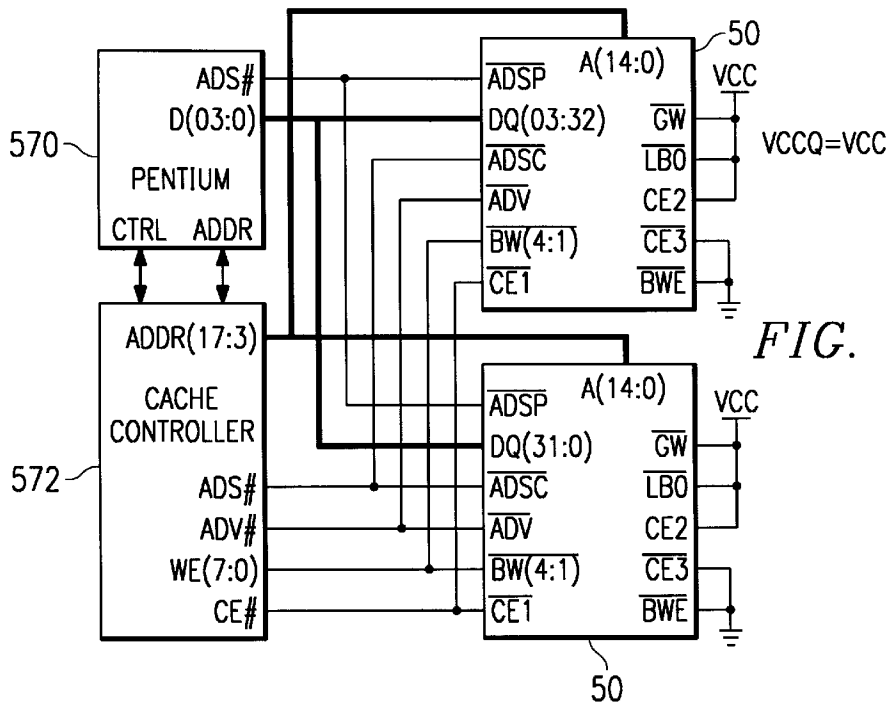 570
ADS#
D(03:0)
PENTIUM
CTRL ADDR
572
ADDR(17:3)
CACHE
CONTROLLER
ADS#
ADV#
WE(7:0)
CE#
50
A(14:0)
ADSP
DQ(03:32)
ADSC
ADV
BW(4:1)
CE1
GW
LBO
CE2
CE3
BWE
VCC
VCCQ=VCC
FIG.
A(14:0)
ADSP
DQ(31:0)
ADSC
ADV
BW(4:1)
CE1
GW
LBO
CE2
CE3
BWE
VCC
50